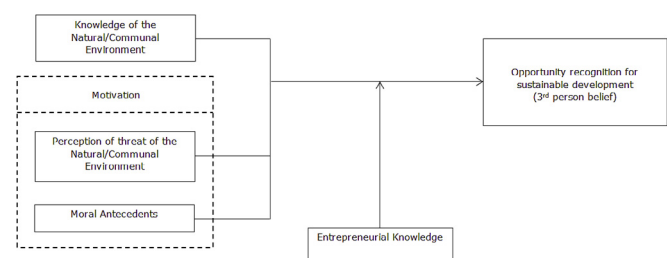 Knowledge of the
Natural/Communal
Environment
Motivation
Perception of threat of the
Natural/Communal
Environment
Moral Antecedents
Entrepreneurial Knowledge
Opportunity recognition for
sustainable development
(3rd person belief)